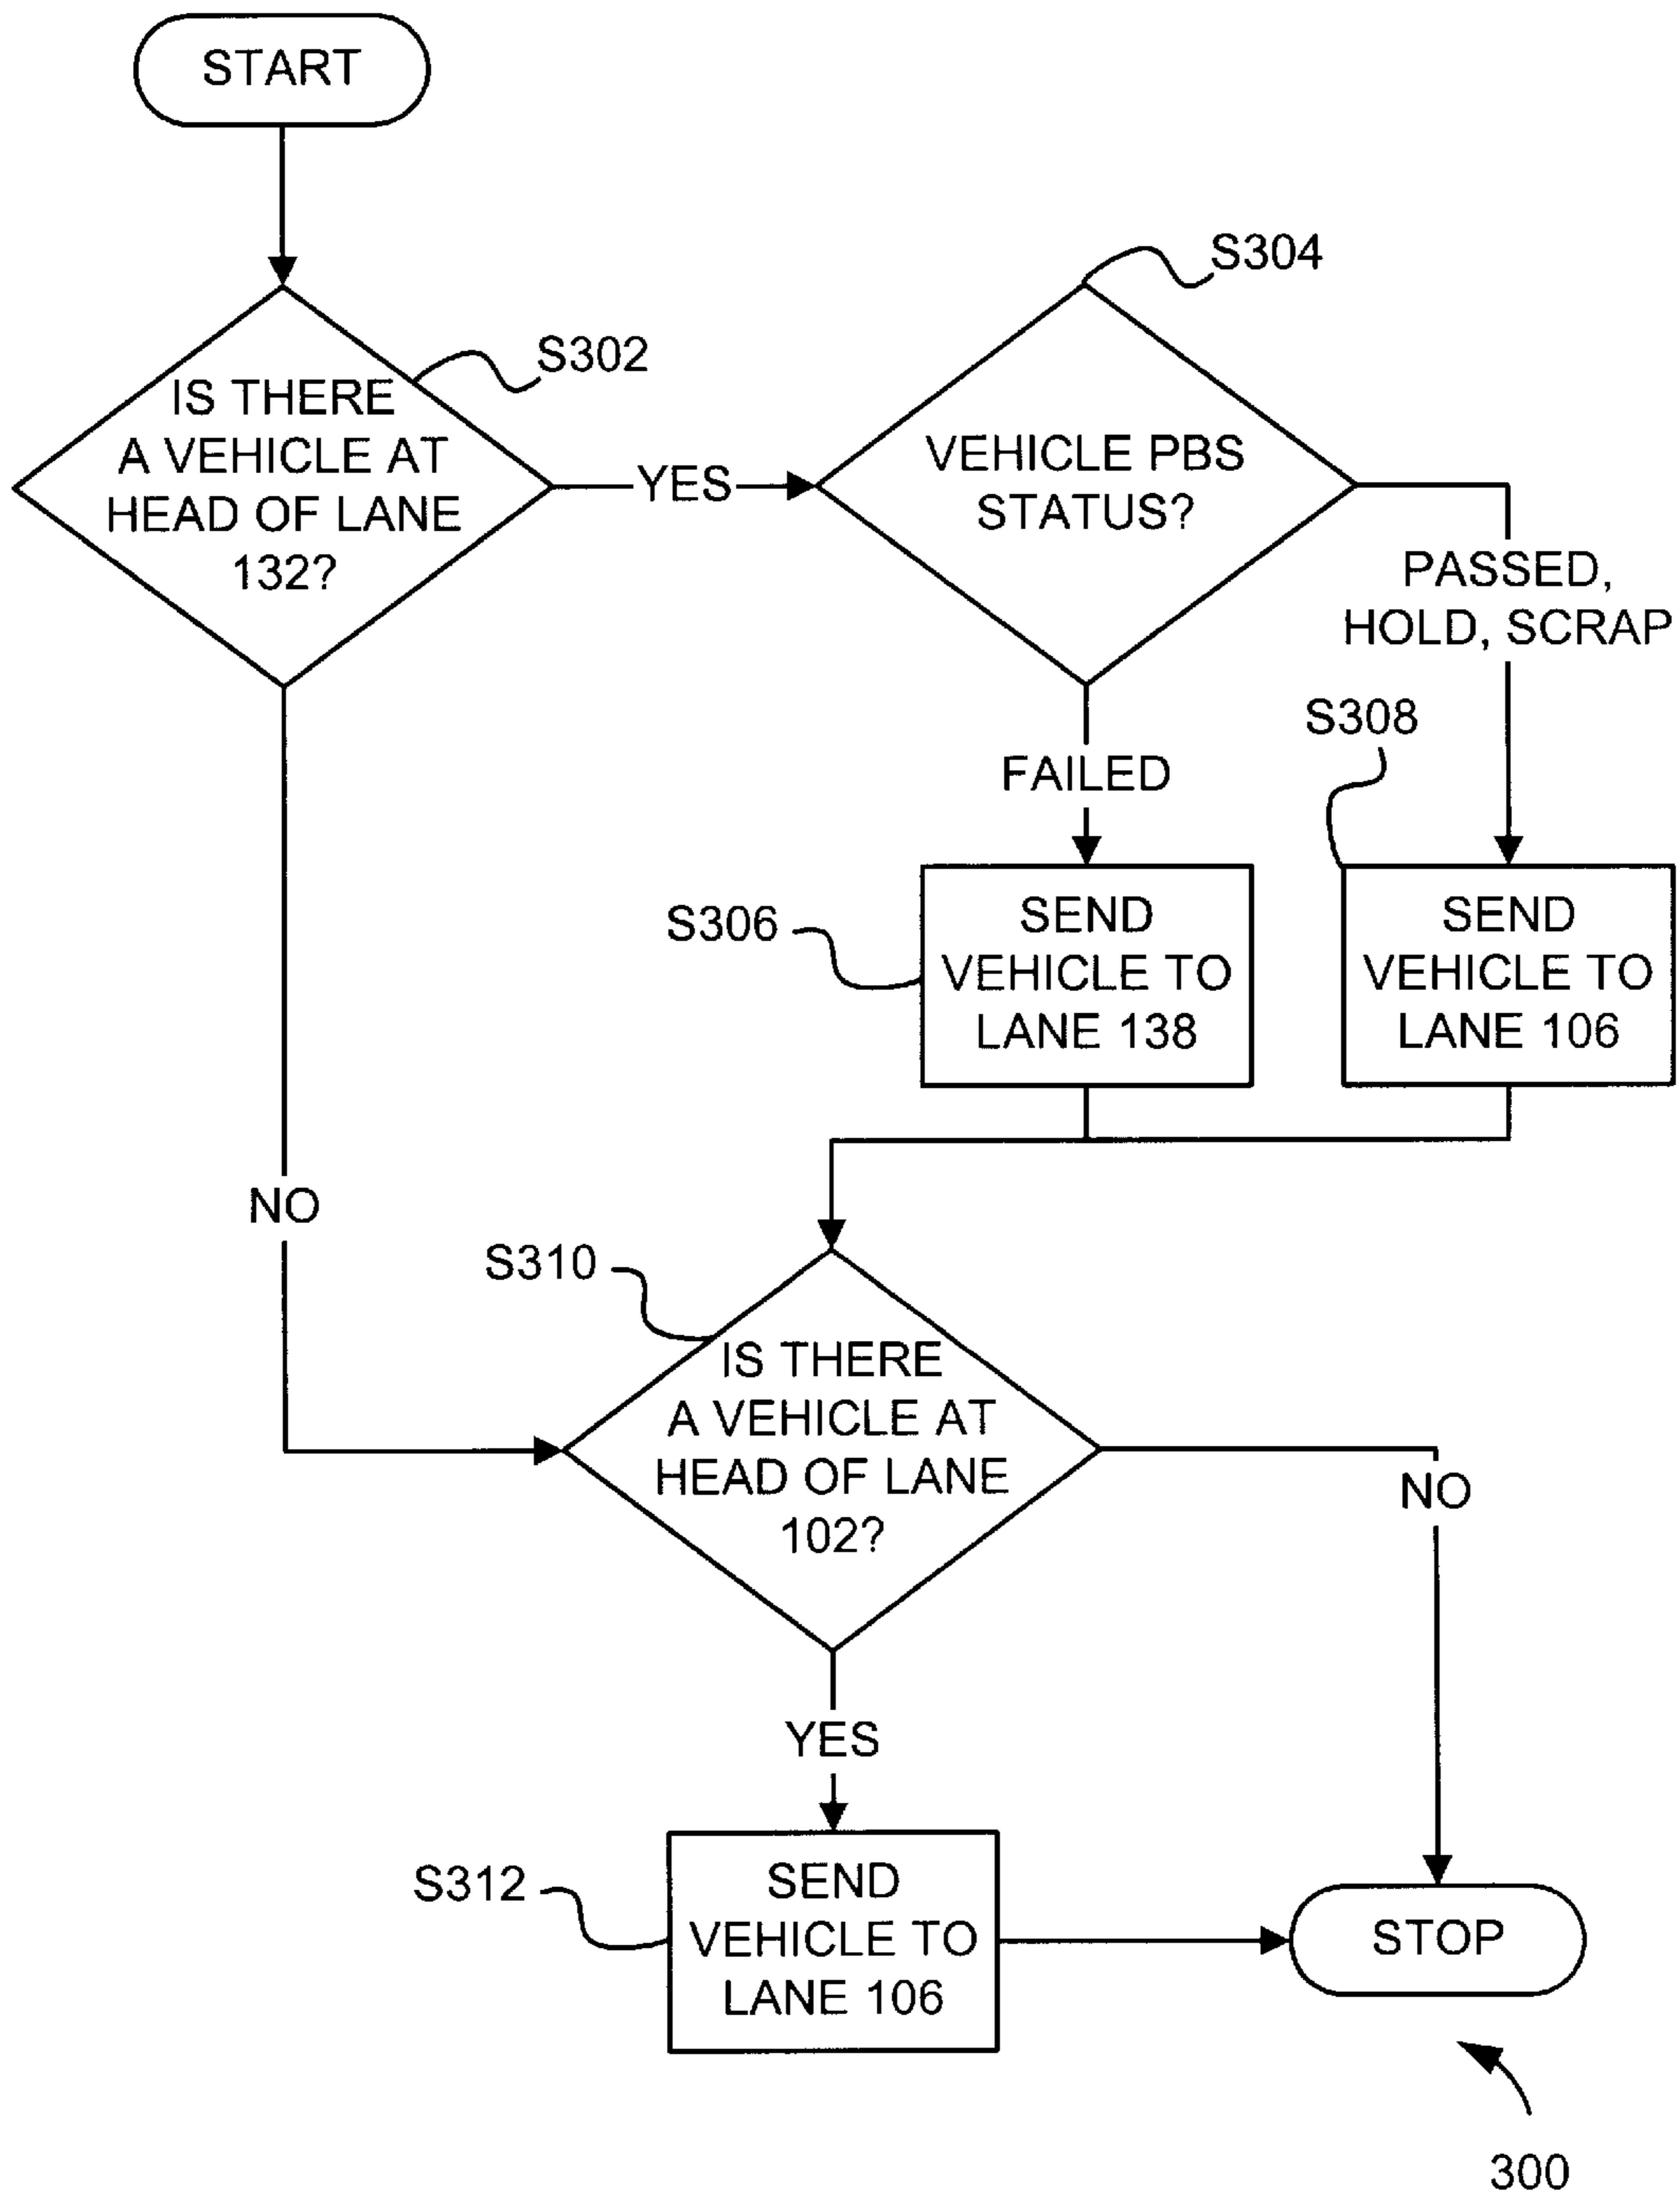 START
S304
S302
IS THERE
A VEHICLE AT
HEAD OF LANE
132?
YES
VEHICLE PBS
STATUS?
PASSED,
HOLD, SCRAP
FAILED
S308
S306
SEND
VEHICLE TO
LANE 138
SEND
VEHICLE TO
LANE 106
NO
S310
IS THERE
A VEHICLE AT
HEAD OF LANE
102?
NO
YES
S312
SEND
VEHICLE TO
LANE 106
STOP
300